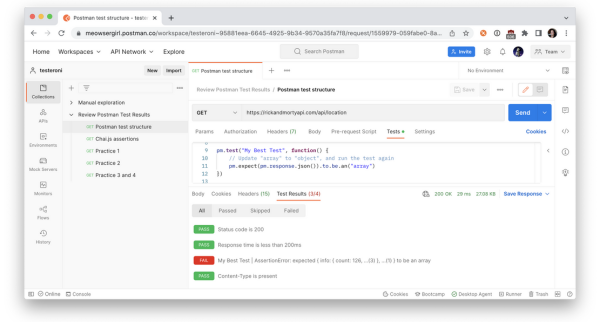 Postman test structure - testero
meowsergirl.postman.co/workspace/testeroni~95881eea-6645-4925-9b34-9570a35fa7f8/request/1559979-059fabe0-8a...
Home Workspaces API Network Explore
Search Postman
Invite Team
testeroni New Import
GET Postman test structure
No Environment
Collections
APIs
Environments
Mock Servers
Monitors
Flows
History
Manual exploration
Review Postman Test Results
GET Postman test structure
GET Chai.js assertions
GET Practice 1
GET Practice 2
GET Practice 3 and 4
Review Postman Test Results / Postman test structure
Save
GET https://rickandmortyapi.com/api/location Send
Params Authorization Headers (7) Body Pre-request Script Tests Settings Cookies
9 pm.test("My Best Test", function() {
10 // Update "array" to "object", and run the test again
11 pm.expect(pm.response.json()).to.be.an("array")
12 })
13
Body Cookies Headers (15) Test Results (3/4)
200 OK 29 ms 27.08 KB Save Response
All Passed Skipped Failed
PASS Status code is 200
PASS Response time is less than 200ms
FAIL My Best Test | AssertionError: expected { info: { count: 126, ...(3) }, ...(1) } to be an array
PASS Content-Type is present
Online Console
Cookies Bootcamp Desktop Agent Runner Trash